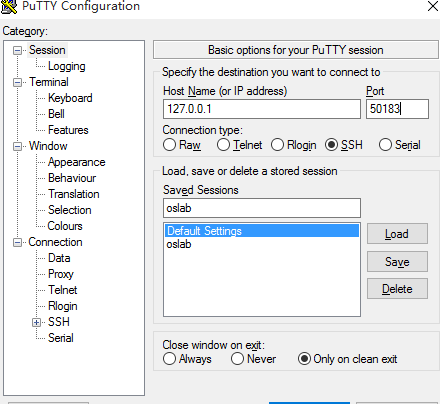 PuTTY Configuration
Category:
Session
Logging
Terminal
Keyboard
Bell
Features
Window
Appearance
Behaviour
Translation
Selection
Colours
Connection
Data
Proxy
Telnet
Rlogin
SSH
Serial
Basic options for your PuTTY session
Specify the destination you want to connect to
Host Name (or IP address) Port
127.0.0.1 50183
Connection type:
Raw Telnet Rlogin SSH Serial
Load, save or delete a stored session
Saved Sessions
oslab
Default Settings
oslab
Load
Save
Delete
Close window on exit:
Always Never Only on clean exit